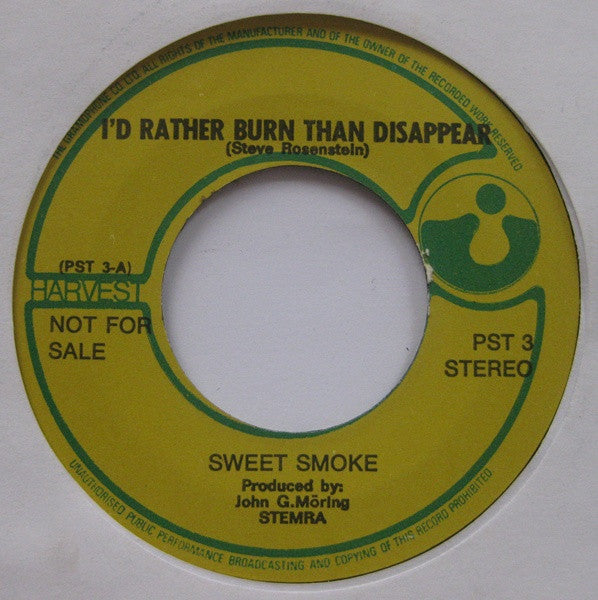 THE GRAMOPHONE CO LTD. ALL RIGHTS OF THE MANUFACTURER AND OF THE OWNER OF THE RECORDED WORK RESERVED
I'D RATHER BURN THAN DISAPPEAR
(Steve Rosenstein)
(PST 3-A)
HARVEST
NOT FOR
SALE
PST 3
STEREO
SWEET SMOKE
Produced by:
John G.Möring
STEMRA
UNAUTHORISED PUBLIC PERFORMANCE BROADCASTING AND COPYING OF THIS RECORD PROHIBITED.